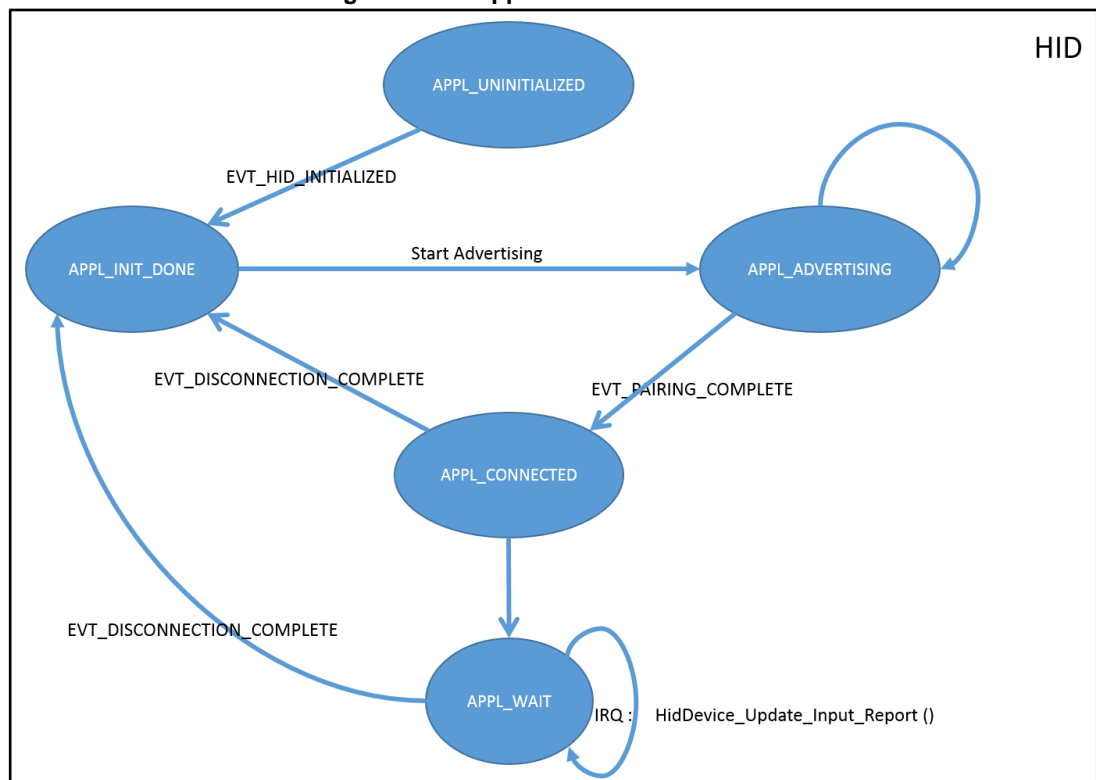 HID
APPL_UNINITIALIZED
EVT_HID_INITIALIZED
APPL_INIT_DONE
Start Advertising
APPL_ADVERTISING
EVT_DISCONNECTION_COMPLETE
EVT_PAIRING_COMPLETE
APPL_CONNECTED
EVT_DISCONNECTION_COMPLETE
APPL_WAIT
IRQ : HidDevice_Update_Input_Report ()